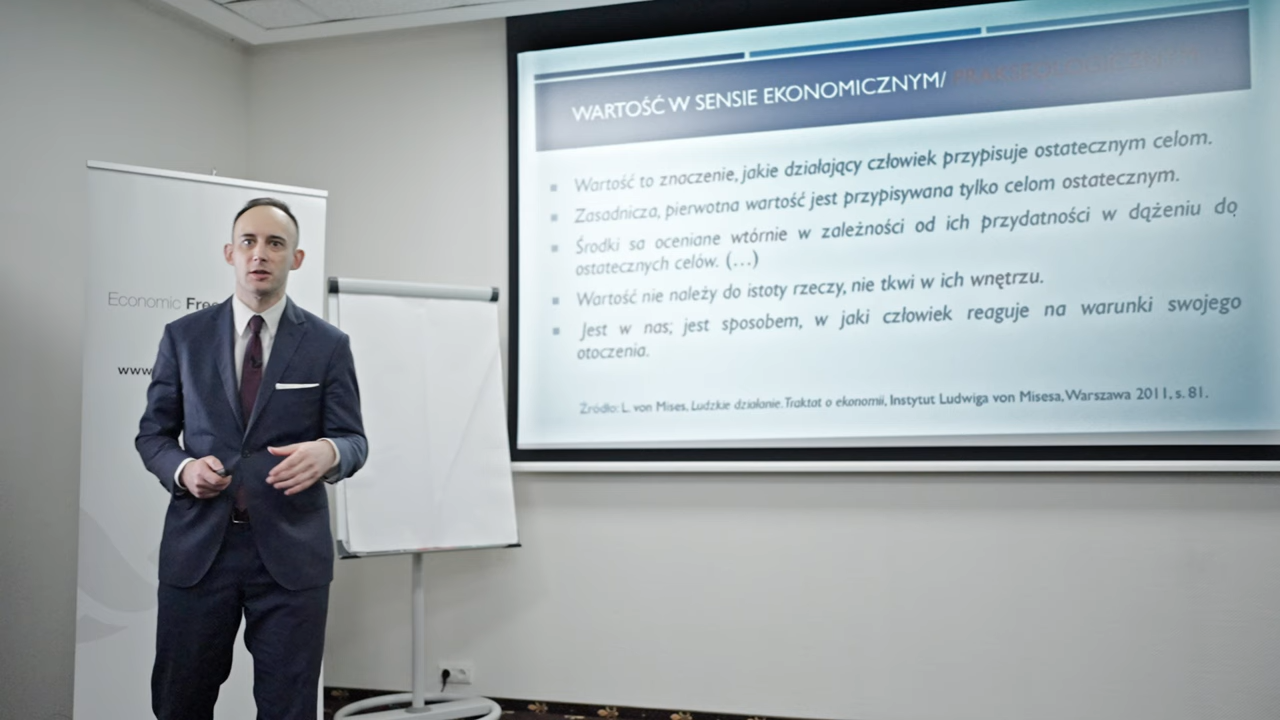 WARTOŚĆ W SENSIE EKONOMICZNYM/
Wartość to znaczenie, jakie działający człowiek przypisuje ostatecznym celom.
Zasadnicza, pierwotna wartość jest przypisywana tylko celom ostatecznym.
Środki sa oceniane wtórnie w zależności od ich przydatności w dążeniu do
ostatecznych celów. (…)
Wartość nie należy do istoty rzeczy, nie tkwi w ich wnętrzu.
Jest w nas; jest sposobem, w jaki człowiek reaguje na warunki swojego
otoczenia.
Źródło: L. von Mises, Ludzkie działanie. Traktat o ekonomii, Instytut Ludwiga von Misesa, Warszawa 2011, s. 81.
Economic Free
www.